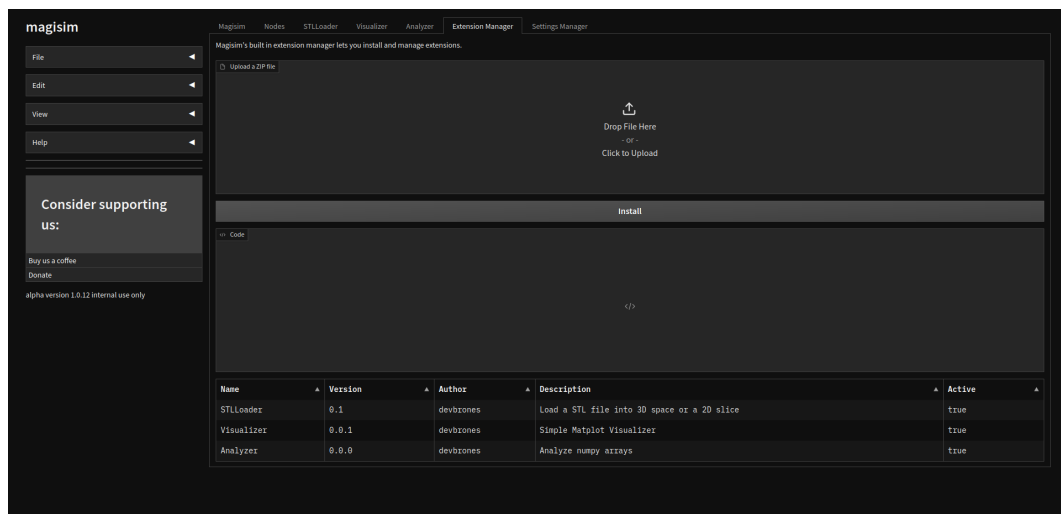 magisim
File
Edit
View
Help
Consider supporting
us:
Buy us a coffee
Donate
alpha version 1.0.12 internal use only
Magisim Nodes STLLoader Visualizer Analyzer Extension Manager Settings Manager
Magisim's built in extension manager lets you install and manage extensions.
Upload a ZIP file
Drop File Here
- or -
Click to Upload
Install
Code
Name Version Author Description Active
STLLoader 0.1 devbrones Load a STL file into 3D space or a 2D slice true
Visualizer 0.0.1 devbrones Simple Matplot Visualizer true
Analyzer 0.0.0 devbrones Analyze numpy arrays true